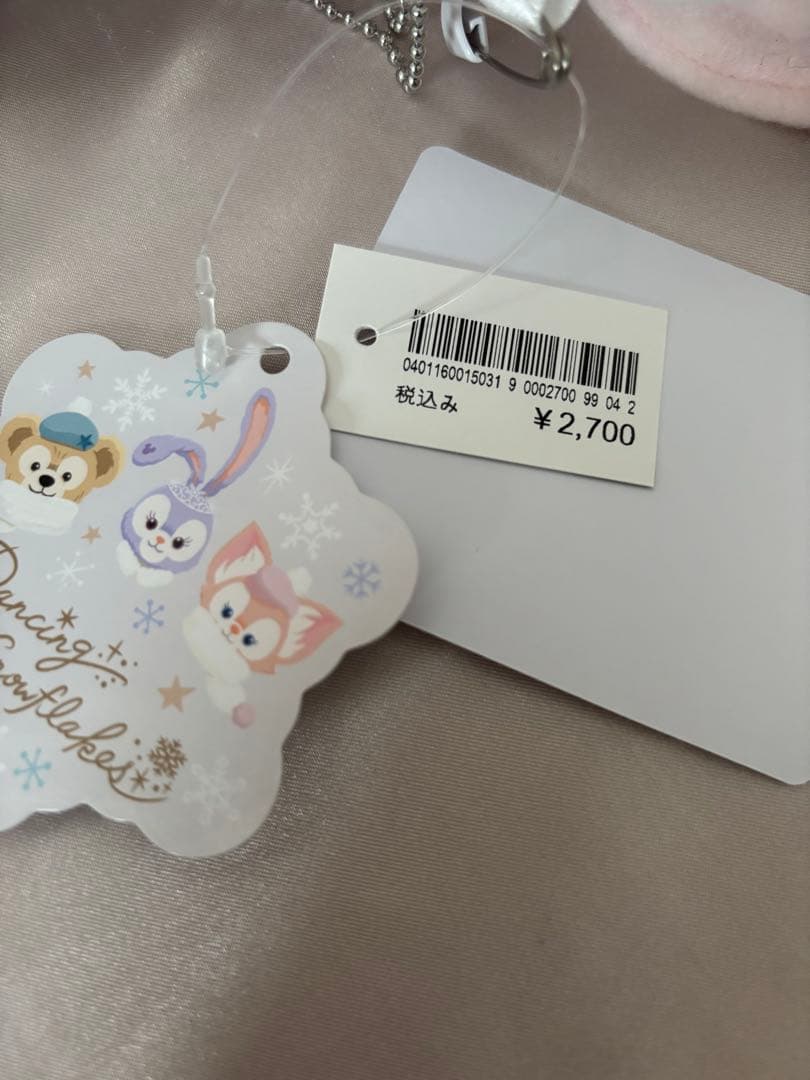 0401160015031 9 0002700 99 04 2
税込み
¥2,700
Dancing
Snowflakes